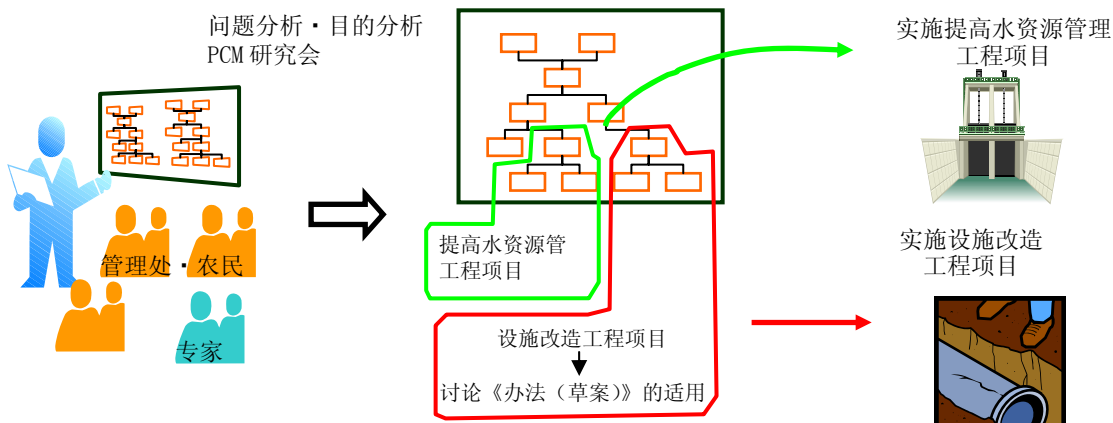 问题分析·目的分析
PCM 研究会
管理处·农民
专家
提高水资源管
工程项目
设施改造工程项目
讨论《办法（草案）》的适用
实施提高水资源管理
工程项目
实施设施改造
工程项目